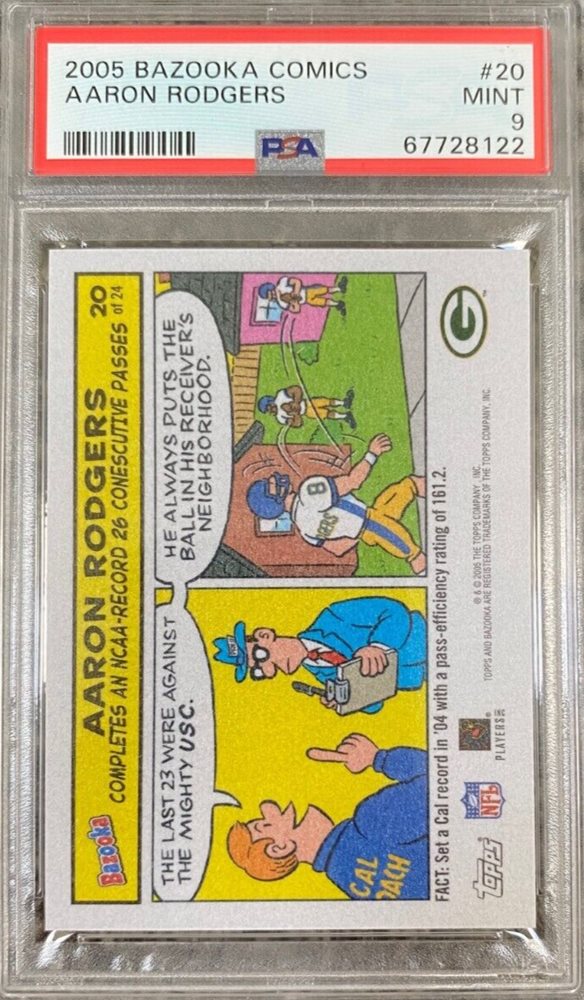 2005 BAZOOKA COMICS #20
AARON RODGERS MINT
9
PSA 67728122
Bazooka AARON RODGERS 20
COMPLETES AN NCAA-RECORD 26 CONESCUTIVE PASSES of 24
THE LAST 23 WERE AGAINST
THE MIGHTY USC.
HE ALWAYS PUTS THE
BALL IN HIS RECEIVER'S
NEIGHBORHOOD.
CAL
8
FACT: Set a Cal record in '04 with a pass-efficiency rating of 161.2.
G
TM
® & © 2005 THE TOPPS COMPANY, INC.
TOPPS AND BAZOOKA ARE REGISTERED TRADEMARKS OF THE TOPPS COMPANY, INC.
PLAYERS INC
NFL
TOPPS